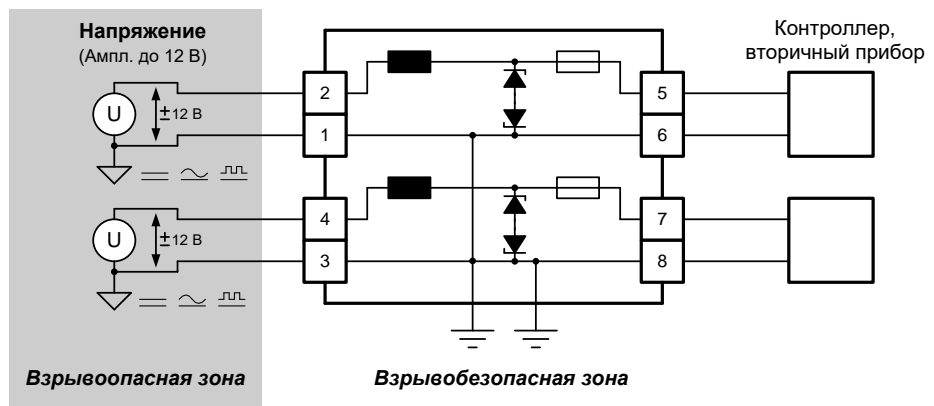 Напряжение
(Ампл. до 12 В)
Контроллер,
вторичный прибор
2
5
U
±12 В
1
6
4
7
U
±12 В
3
8
Взрывоопасная зона
Взрывобезопасная зона